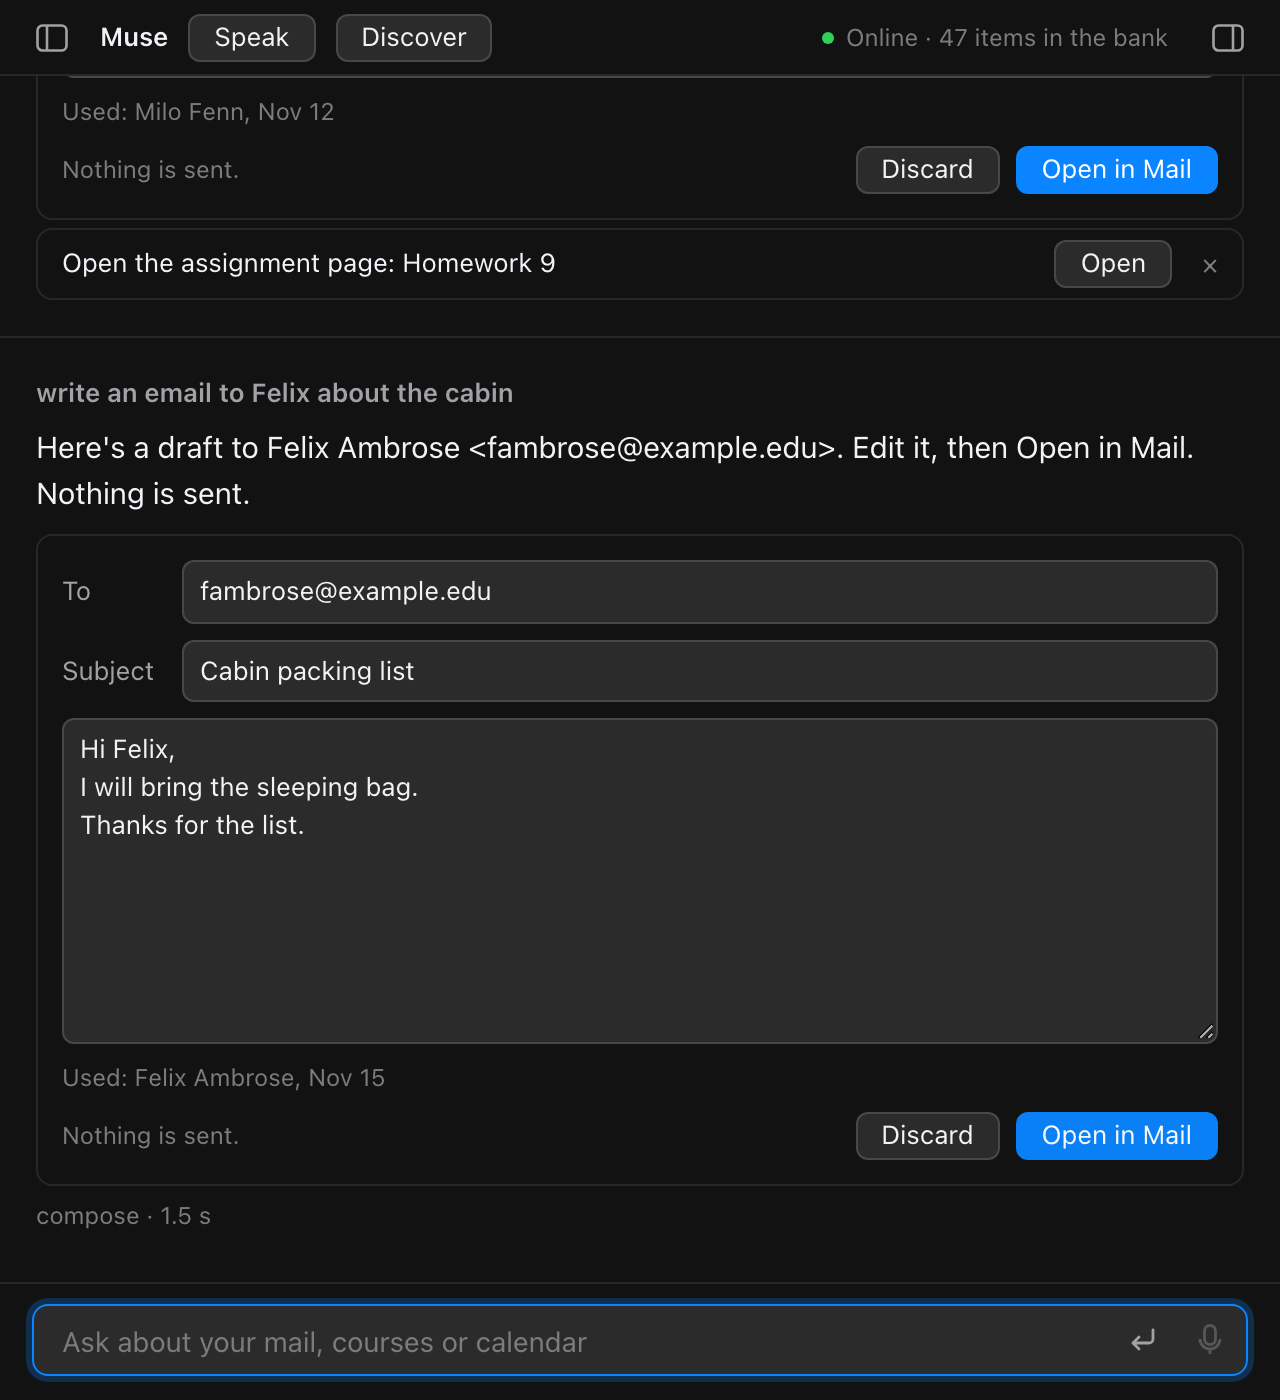 Muse
Speak
Discover
Online · 47 items in the bank
Used: Milo Fenn, Nov 12
Nothing is sent.
Discard
Open in Mail
Open the assignment page: Homework 9
Open
×
write an email to Felix about the cabin
Here's a draft to Felix Ambrose <fambrose@example.edu>. Edit it, then Open in Mail.
Nothing is sent.
To
fambrose@example.edu
Subject
Cabin packing list
Hi Felix,
I will bring the sleeping bag.
Thanks for the list.
Used: Felix Ambrose, Nov 15
Nothing is sent.
Discard
Open in Mail
compose · 1.5 s
Ask about your mail, courses or calendar